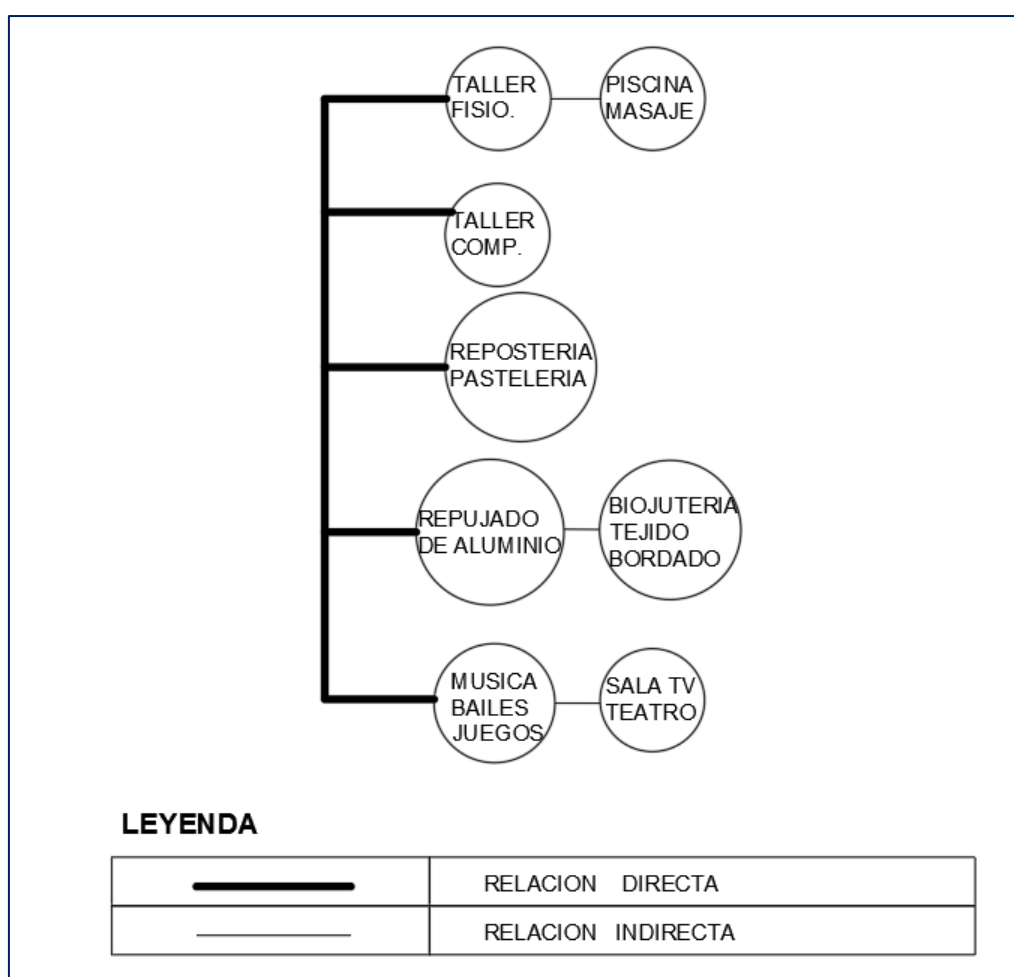 TALLER
FISIO.
PISCINA
MASAJE
TALLER
COMP.
REPOSTERIA
PASTELERIA
REPUJADO
DE ALUMINIO
BIOJUTERIA
TEJIDO
BORDADO
MUSICA
BAILES
JUEGOS
SALA TV
TEATRO
LEYENDA
RELACION DIRECTA
RELACION INDIRECTA